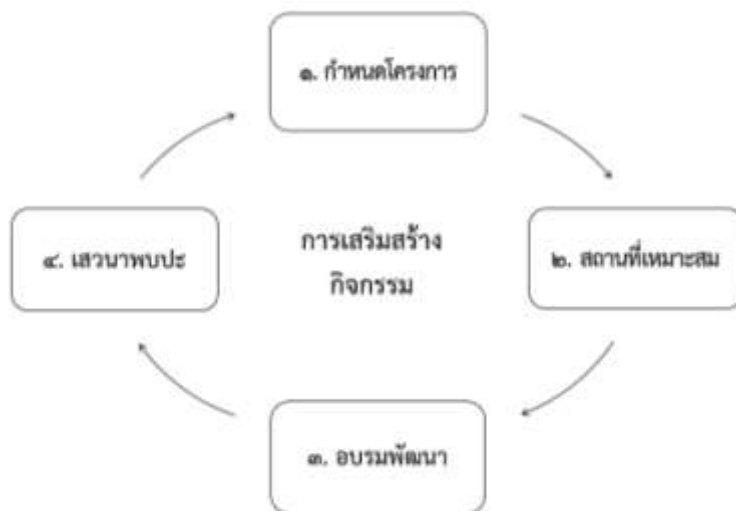 ๑. กำหนดโครงการ
๒. สถานที่เหมาะสม
๓. อบรมพัฒนา
๔. เสวนาพบปะ
การเสริมสร้าง
กิจกรรม